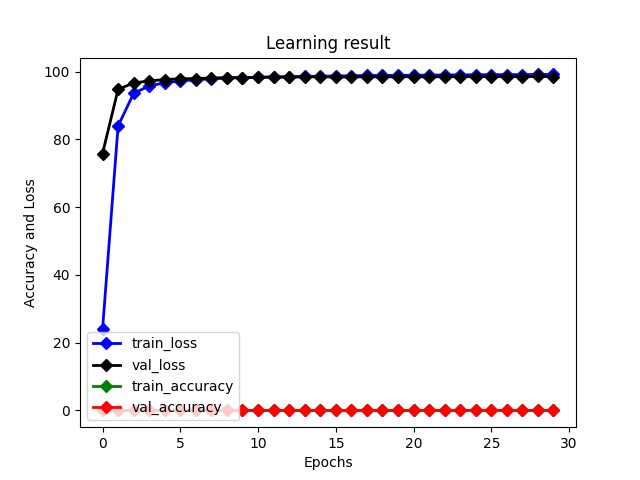 Learning result
100
80
60
40
20
0
Accuracy and Loss
train_loss
val_loss
train_accuracy
val_accuracy
0 5 10 15 20 25 30
Epochs